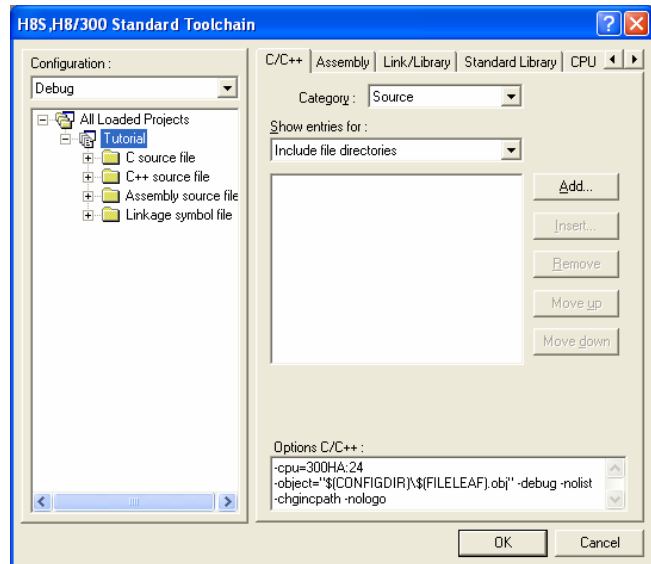 H8S,H8/300 Standard Toolchain
Configuration :
Debug
All Loaded Projects
Tutorial
C source file
C++ source file
Assembly source file
Linkage symbol file
C/C++
Assembly
Link/Library
Standard Library
CPU
Category :
Source
Show entries for :
Include file directories
Add...
Insert...
Remove
Move up
Move down
Options C/C++ :
-cpu=300HA:24
-object="$(CONFIGDIR)\$(FILELEAF).obj" -debug -nolist
-chgincpath -nologo
OK
Cancel